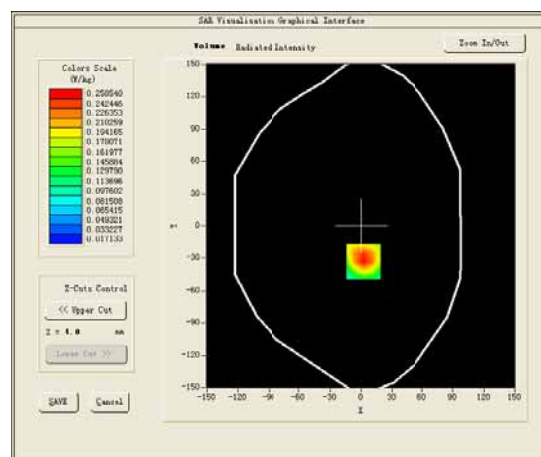 SAR Visualisation Graphical Interface
Volume Radiated Intensity
Zoom In/Out
Colors Scale
(W/kg)
0.258540
0.242446
0.226353
0.210259
0.194165
0.178071
0.161977
0.145884
0.129790
0.113696
0.097602
0.081508
0.065415
0.049321
0.033227
0.017133
150
120
90
60
30
0
-30
-60
-90
-120
-150
Y
-150 -120 -90 -60 -30 0 30 60 90 120 150
X
Z-Cuts Control
<< Upper Cut
Z = 4.0 mm
Lower Cut >>
SAVE Cancel